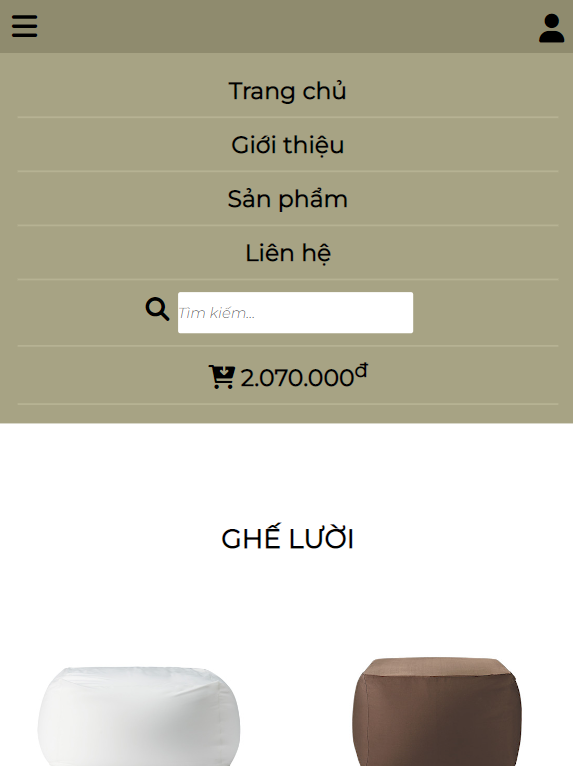 Trang chủ
Giới thiệu
Sản phẩm
Liên hệ
Tìm kiếm...
2.070.000đ
GHẾ LƯỜI